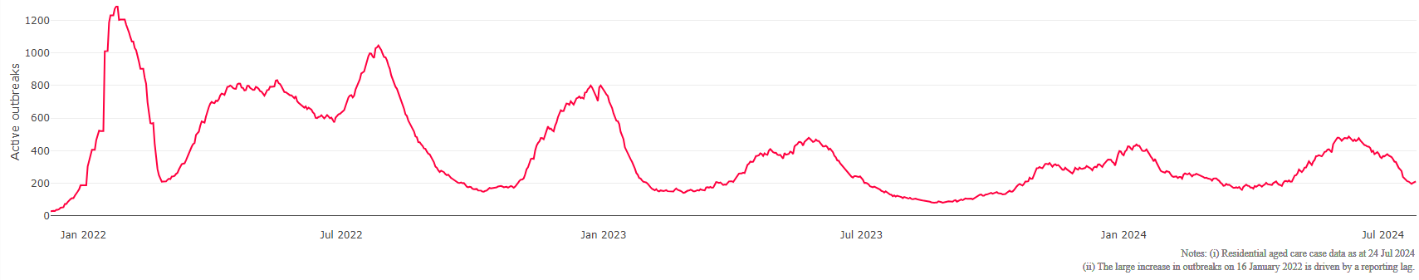 Active outbreaks
1200
1000
800
600
400
200
0
Jan 2022
Jul 2022
Jan 2023
Jul 2023
Jan 2024
Jul 2024
Notes: (i) Residential aged care case data as at 24 Jul 2024
(ii) The large increase in outbreaks on 16 January 2022 is driven by a reporting lag.